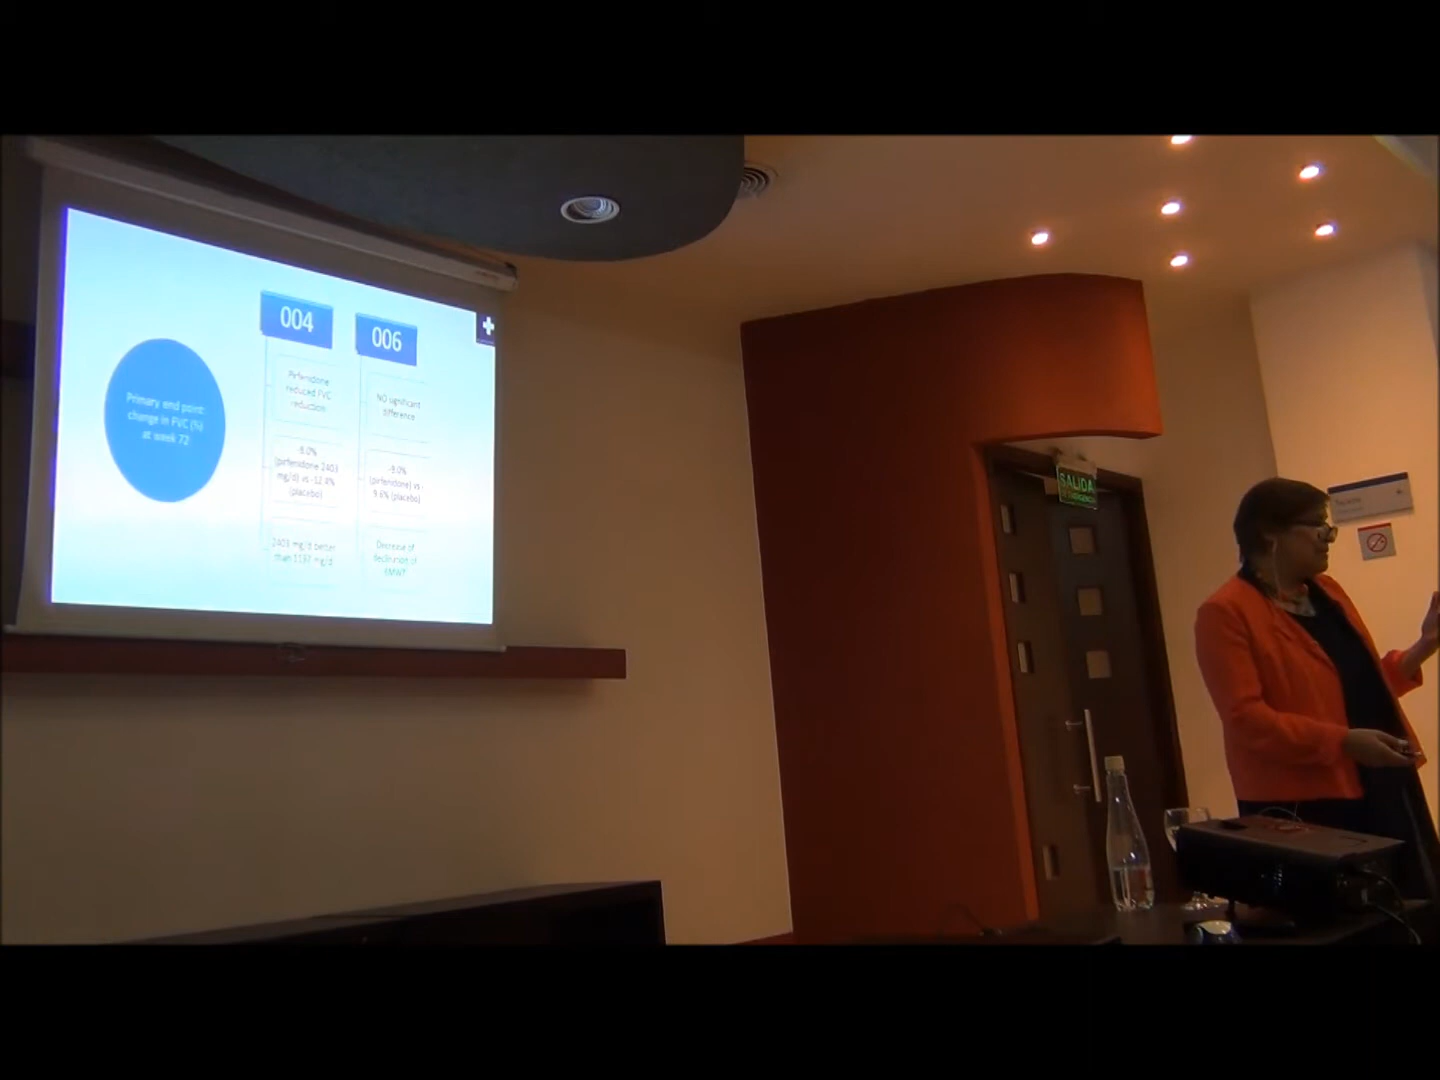 Primary end point:
change in FVC (%)
at week 72
004
Pirfenidone
reduced FVC
reduction
-8.0%
(pirfenidone 2403
mg/d) vs -12.4%
(placebo)
2403 mg/d better
than 1197 mg/d
006
NO significant
difference
-9.0%
(pirfenidone) vs -
9.6% (placebo)
Decrease of
declination of
6MWT
SALIDA